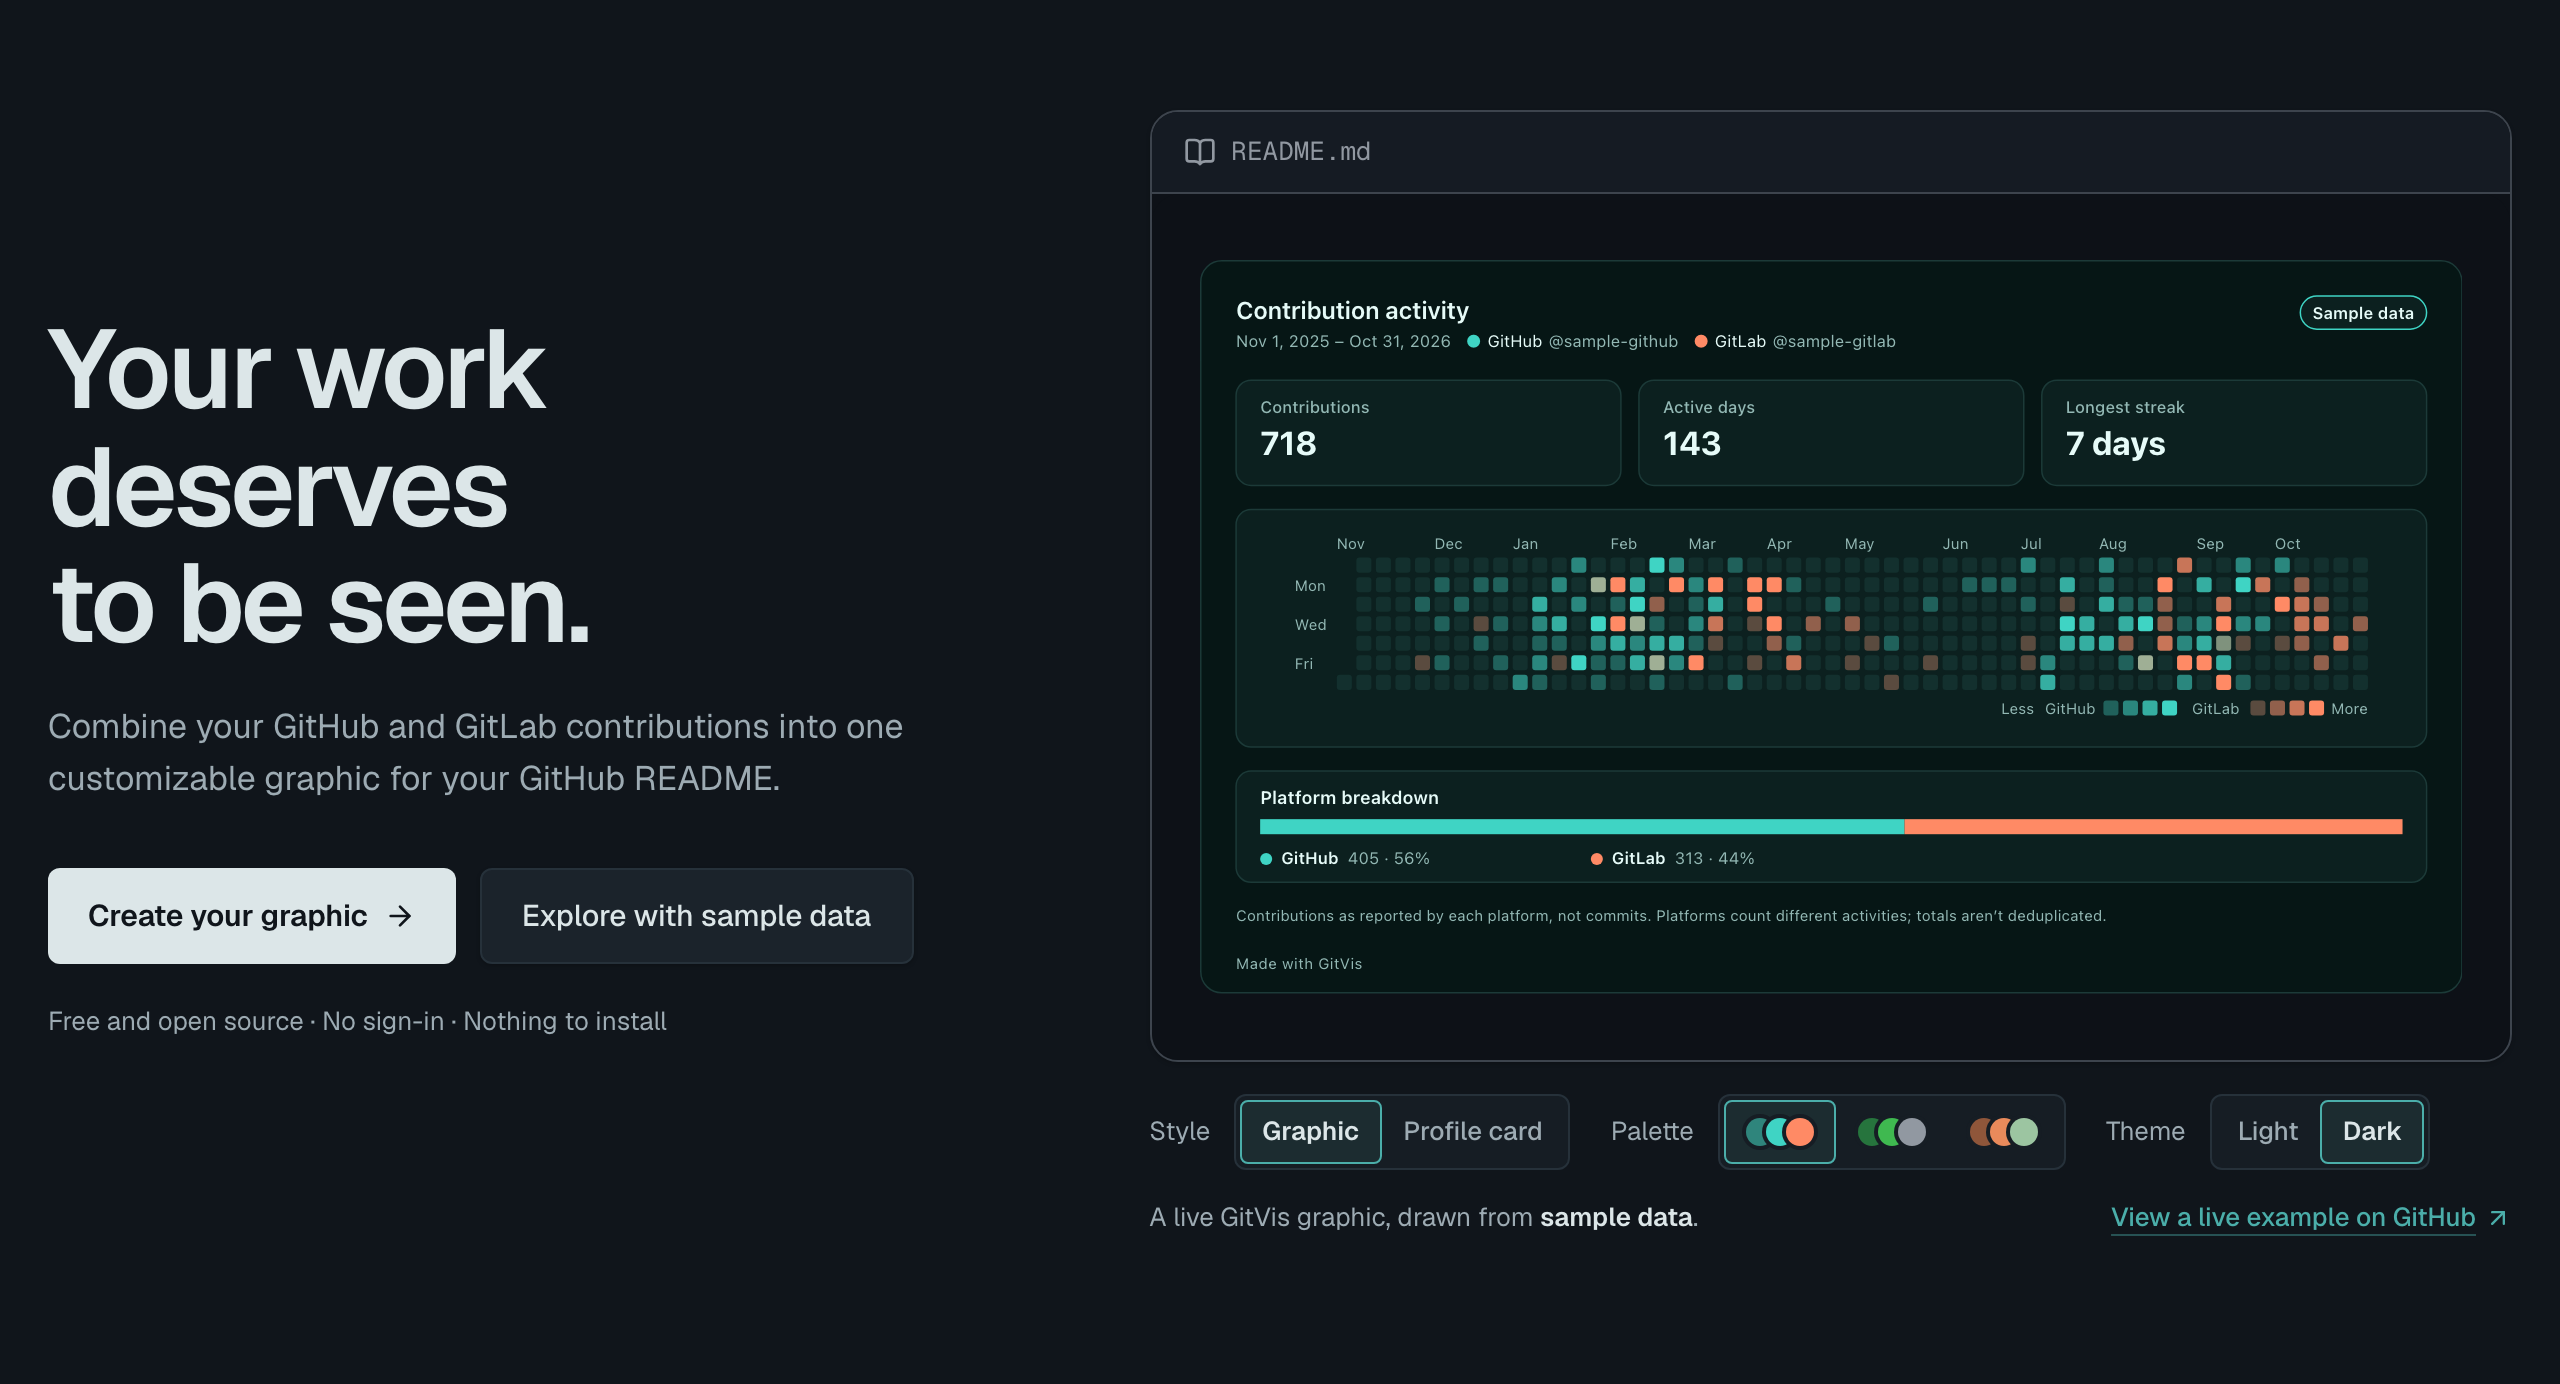 Your work
deserves
to be seen.
Combine your GitHub and GitLab contributions into one
customizable graphic for your GitHub README.
Create your graphic →
Explore with sample data
Free and open source · No sign-in · Nothing to install
README.md
Contribution activity
Sample data
Nov 1, 2025 – Oct 31, 2026 GitHub @sample-github GitLab @sample-gitlab
Contributions
718
Active days
143
Longest streak
7 days
Nov Dec Jan Feb Mar Apr May Jun Jul Aug Sep Oct
Mon
Wed
Fri
Less GitHub GitLab More
Platform breakdown
GitHub 405 · 56% GitLab 313 · 44%
Contributions as reported by each platform, not commits. Platforms count different activities; totals aren’t deduplicated.
Made with GitVis
Style Graphic Profile card Palette Theme Light Dark
A live GitVis graphic, drawn from sample data.
View a live example on GitHub ↗